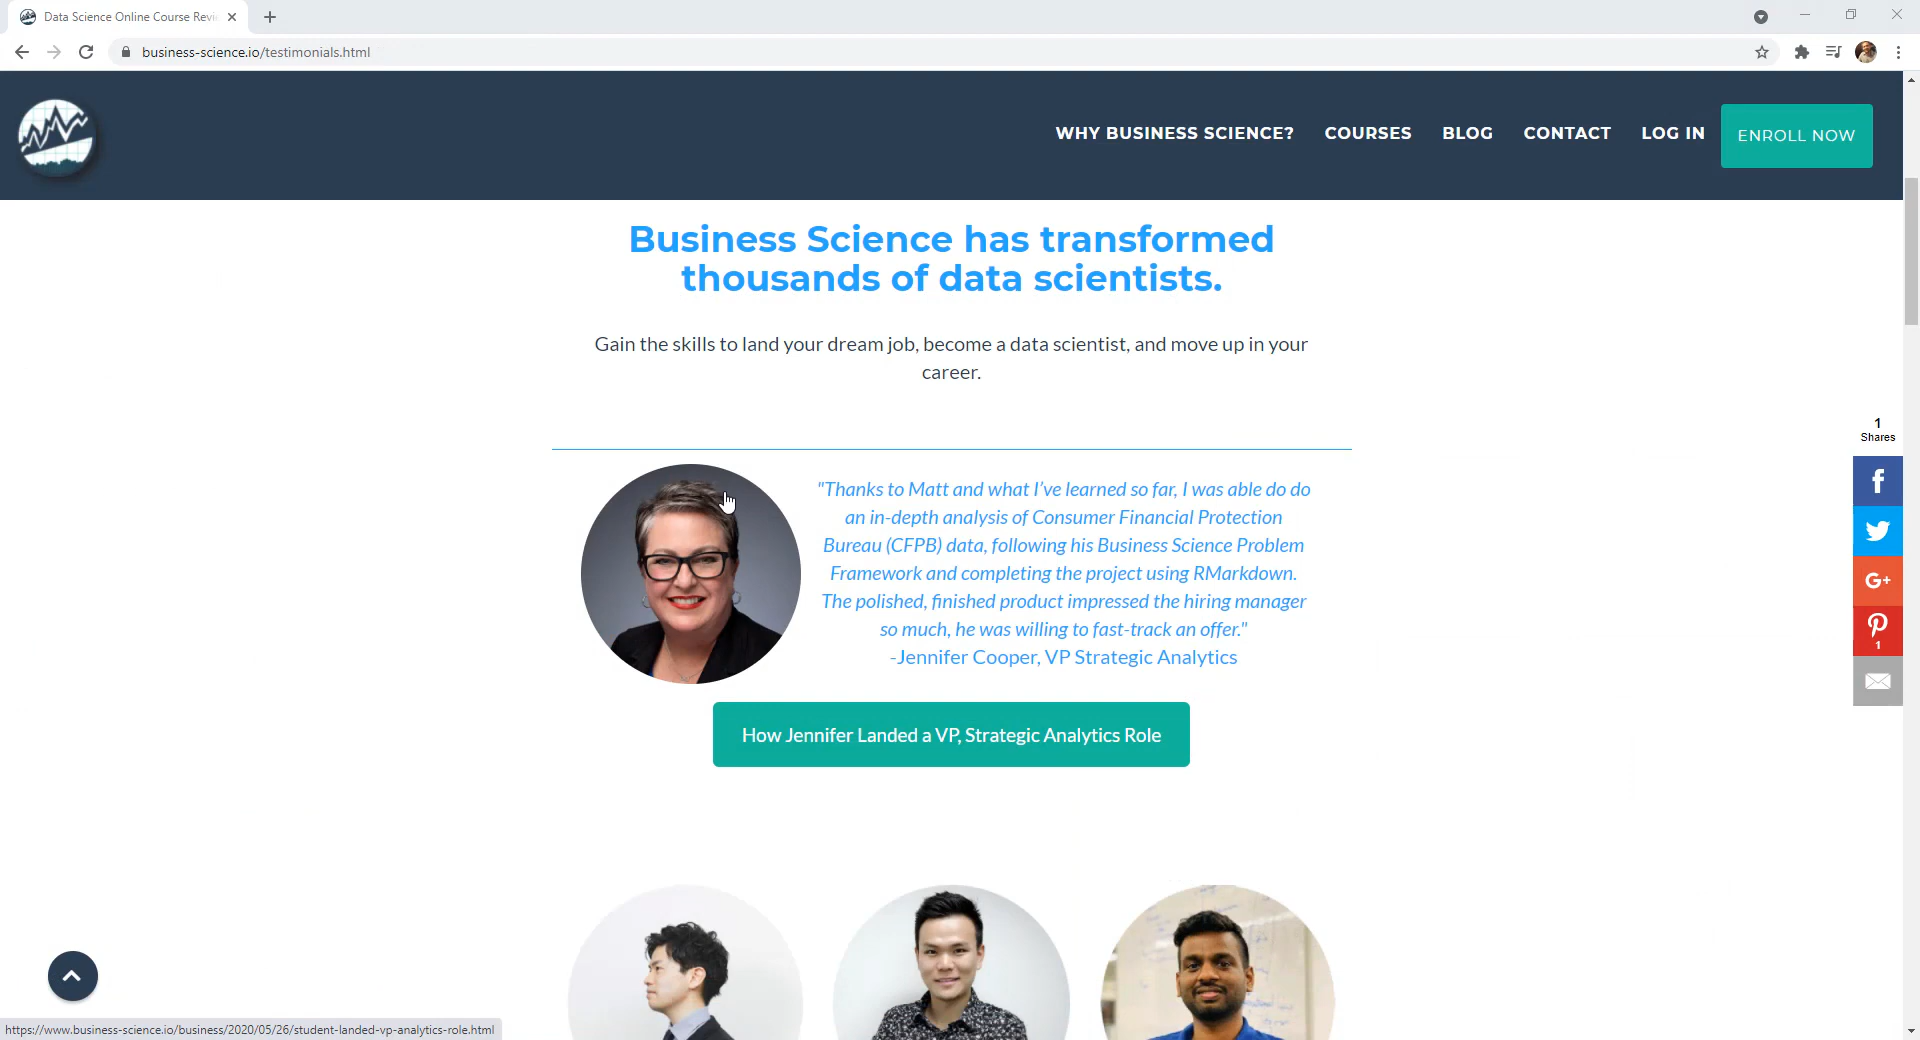 Data Science Online Course Revi
business-science.io/testimonials.html
WHY BUSINESS SCIENCE? COURSES BLOG CONTACT LOG IN ENROLL NOW
Business Science has transformed
thousands of data scientists.
Gain the skills to land your dream job, become a data scientist, and move up in your
career.
1
Shares
"Thanks to Matt and what I’ve learned so far, I was able do do
an in-depth analysis of Consumer Financial Protection
Bureau (CFPB) data, following his Business Science Problem
Framework and completing the project using RMarkdown.
The polished, finished product impressed the hiring manager
so much, he was willing to fast-track an offer."
-Jennifer Cooper, VP Strategic Analytics
G+
1
How Jennifer Landed a VP, Strategic Analytics Role
https://www.business-science.io/business/2020/05/26/student-landed-vp-analytics-role.html